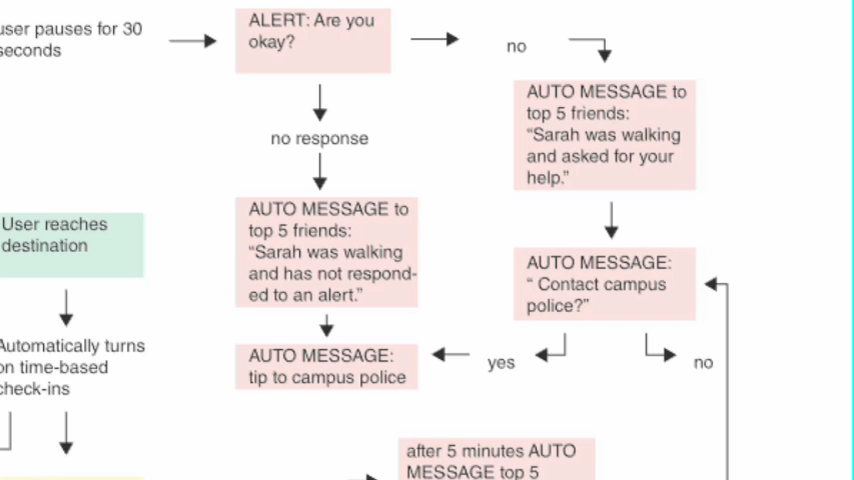 user pauses for 30
seconds
ALERT: Are you
okay?
no
no response
AUTO MESSAGE to
top 5 friends:
“Sarah was walking
and asked for your
help.”
AUTO MESSAGE to
top 5 friends:
“Sarah was walking
and has not respond-
ed to an alert.”
AUTO MESSAGE:
“ Contact campus
police?”
yes
no
AUTO MESSAGE:
tip to campus police
User reaches
destination
Automatically turns
on time-based
check-ins
after 5 minutes AUTO
MESSAGE top 5